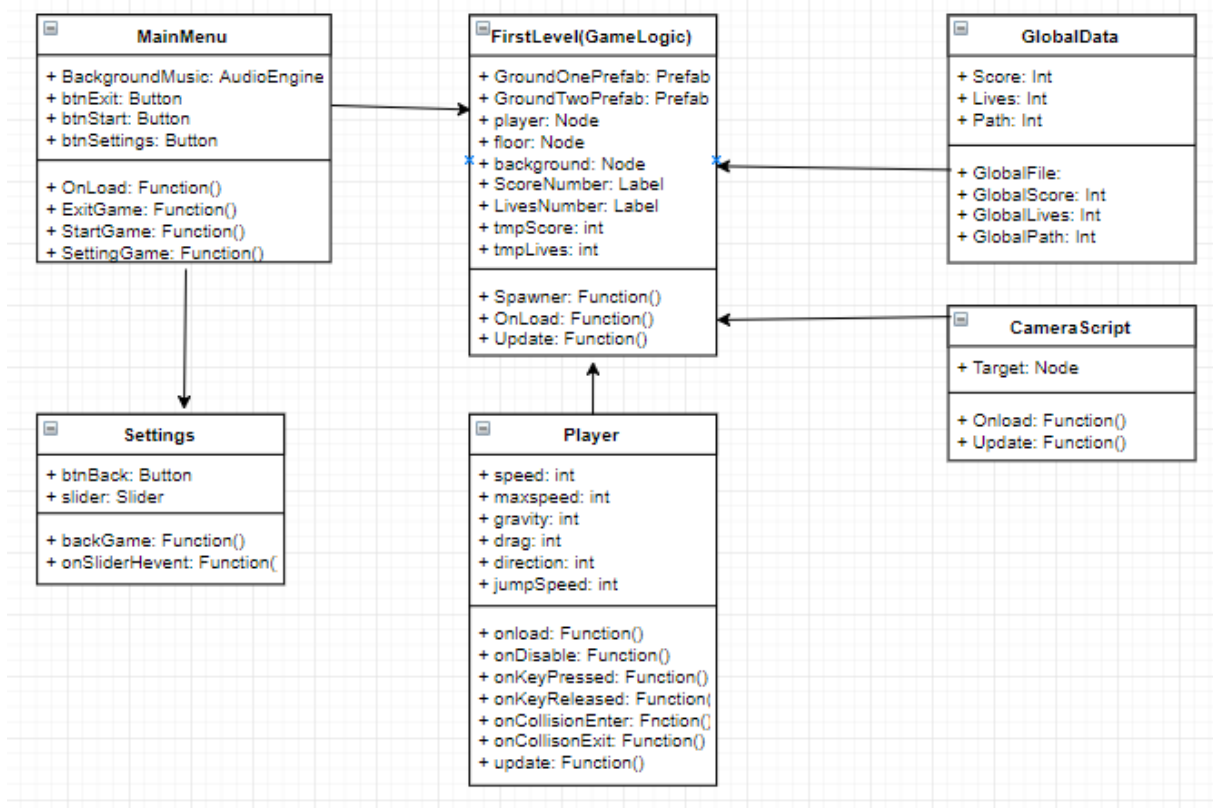 MainMenu
+ BackgroundMusic: AudioEngine
+ btnExit: Button
+ btnStart: Button
+ btnSettings: Button
+ OnLoad: Function()
+ ExitGame: Function()
+ StartGame: Function()
+ SettingGame: Function()
FirstLevel(GameLogic)
+ GroundOnePrefab: Prefab
+ GroundTwoPrefab: Prefab
+ player: Node
+ floor: Node
+ background: Node
+ ScoreNumber: Label
+ LivesNumber: Label
+ tmpScore: int
+ tmpLives: int
+ Spawner: Function()
+ OnLoad: Function()
+ Update: Function()
GlobalData
+ Score: Int
+ Lives: Int
+ Path: Int
+ GlobalFile:
+ GlobalScore: Int
+ GlobalLives: Int
+ GlobalPath: Int
CameraScript
+ Target: Node
+ Onload: Function()
+ Update: Function()
Settings
+ btnBack: Button
+ slider: Slider
+ backGame: Function()
+ onSliderHevent: Function(
Player
+ speed: int
+ maxspeed: int
+ gravity: int
+ drag: int
+ direction: int
+ jumpSpeed: int
+ onload: Function()
+ onDisable: Function()
+ onKeyPressed: Function()
+ onKeyReleased: Function(
+ onCollisionEnter: Fnction()
+ onCollisonExit: Function()
+ update: Function()